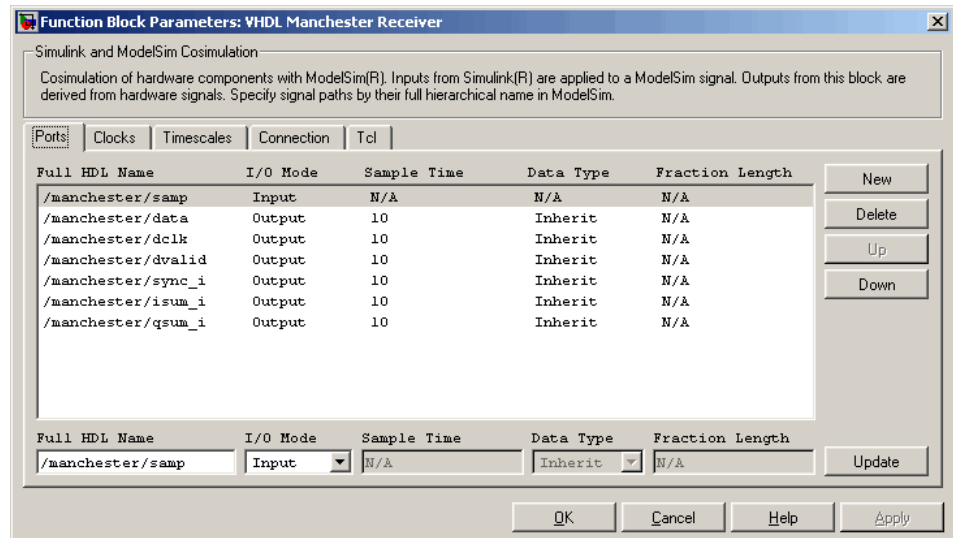 Function Block Parameters: VHDL Manchester Receiver
Simulink and ModelSim Cosimulation
Cosimulation of hardware components with ModelSim(R). Inputs from Simulink(R) are applied to a ModelSim signal. Outputs from this block are
derived from hardware signals. Specify signal paths by their full hierarchical name in ModelSim.
Ports Clocks Timescales Connection Tcl
Full HDL Name I/O Mode Sample Time Data Type Fraction Length
/manchester/samp Input N/A N/A N/A
/manchester/data Output 10 Inherit N/A
/manchester/dclk Output 10 Inherit N/A
/manchester/dvalid Output 10 Inherit N/A
/manchester/sync_i Output 10 Inherit N/A
/manchester/isum_i Output 10 Inherit N/A
/manchester/qsum_i Output 10 Inherit N/A
New
Delete
Up
Down
Full HDL Name I/O Mode Sample Time Data Type Fraction Length
/manchester/samp Input N/A Inherit N/A Update
OK Cancel Help Apply